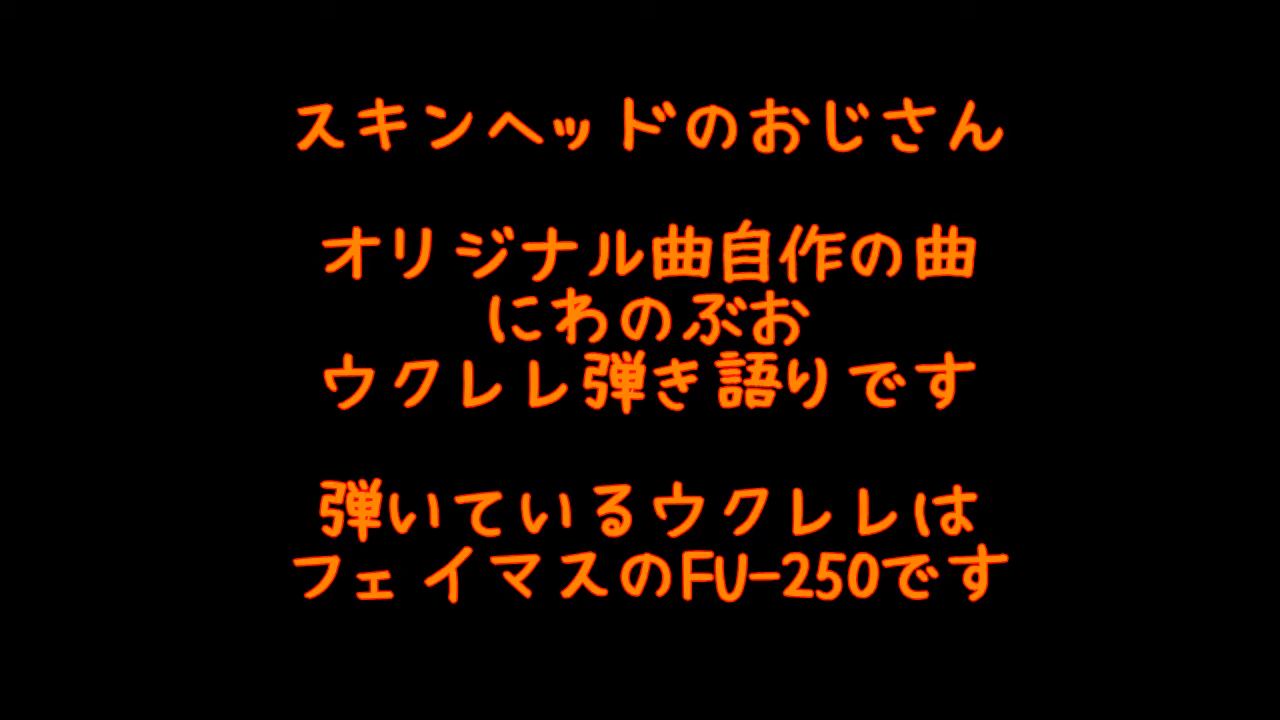 スキンヘッドのおじさん
オリジナル曲自作の曲
にわのぶお
ウクレレ弾き語りです
弾いているウクレレは
フェイマスのFU-250です